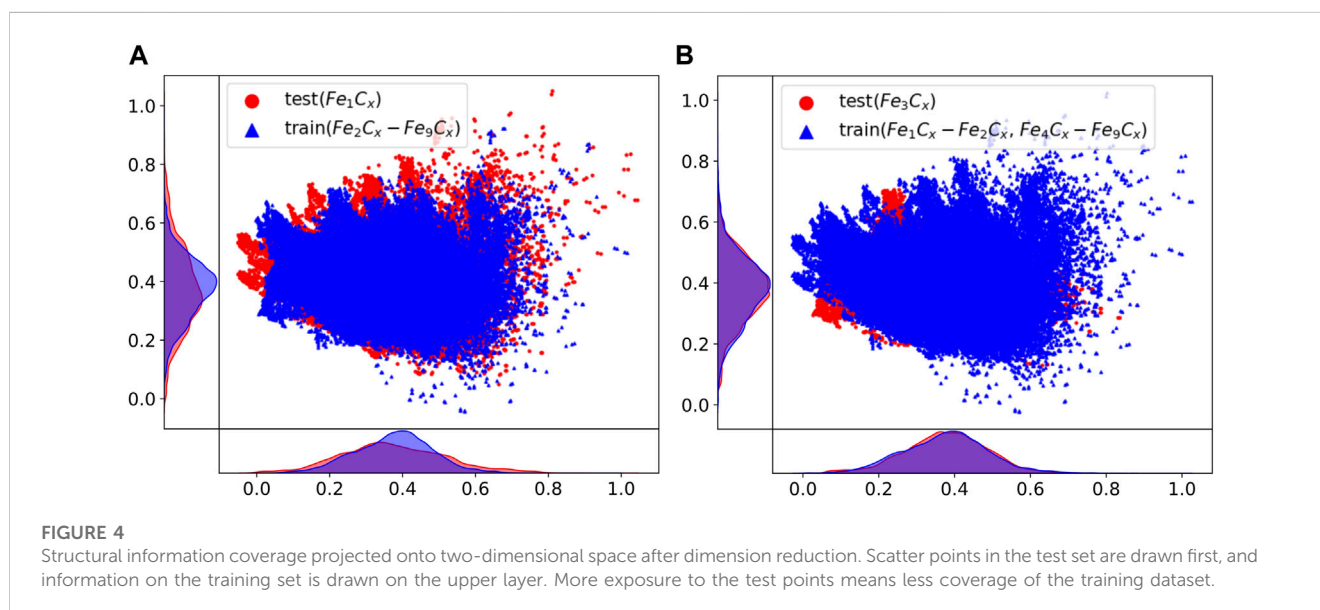 A
B
test(Fe₁Cₓ)
train(Fe₂Cₓ − Fe₉Cₓ)
test(Fe₃Cₓ)
train(Fe₁Cₓ − Fe₂Cₓ, Fe₄Cₓ − Fe₉Cₓ)
1.0
0.8
0.6
0.4
0.2
0.0
1.0
0.8
0.6
0.4
0.2
0.0
0.0 0.2 0.4 0.6 0.8 1.0
0.0 0.2 0.4 0.6 0.8 1.0
FIGURE 4
Structural information coverage projected onto two-dimensional space after dimension reduction. Scatter points in the test set are drawn first, and
information on the training set is drawn on the upper layer. More exposure to the test points means less coverage of the training dataset.